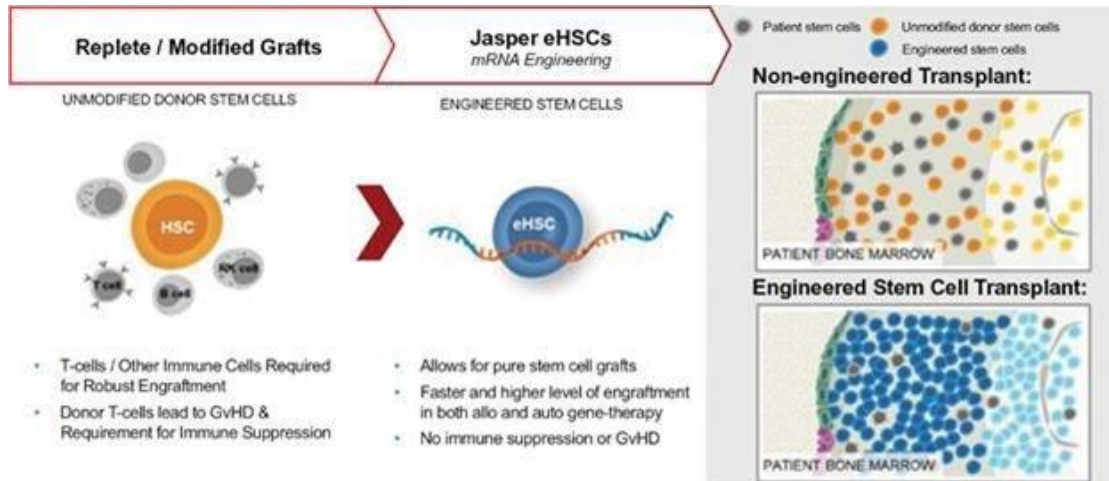 Replete / Modified Grafts
Jasper eHSCs
mRNA Engineering
Patient stem cells
Unmodified donor stem cells
Engineered stem cells
UNMODIFIED DONOR STEM CELLS
ENGINEERED STEM CELLS
Non-engineered Transplant:
HSC
T cell
B cell
NK cell
eHSC
PATIENT BONE MARROW
Engineered Stem Cell Transplant:
PATIENT BONE MARROW
• T-cells / Other Immune Cells Required
for Robust Engraftment
• Donor T-cells lead to GvHD &
Requirement for Immune Suppression
• Allows for pure stem cell grafts
• Faster and higher level of engraftment
in both allo and auto gene-therapy
• No immune suppression or GvHD